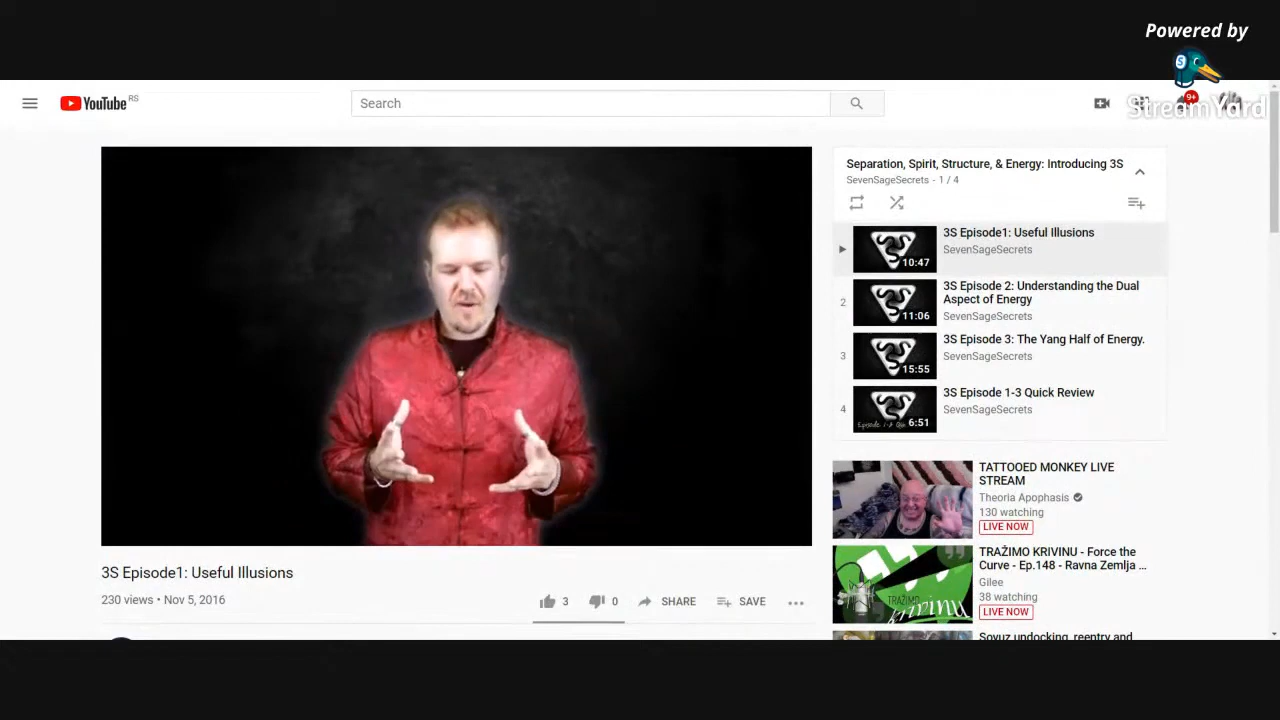 Powered by
StreamYard
YouTube RS
Search
9+
Separation, Spirit, Structure, & Energy: Introducing 3S
SevenSageSecrets - 1 / 4
3S Episode1: Useful Illusions
SevenSageSecrets
10:47
2
3S Episode 2: Understanding the Dual
Aspect of Energy
SevenSageSecrets
11:06
3
3S Episode 3: The Yang Half of Energy.
SevenSageSecrets
15:55
4
3S Episode 1-3 Quick Review
SevenSageSecrets
6:51
TATTOOED MONKEY LIVE
STREAM
Theoria Apophasis
130 watching
LIVE NOW
TRAŽIMO KRIVINU - Force the
Curve - Ep.148 - Ravna Zemlja ...
Gilee
38 watching
LIVE NOW
TRAŽIMO
krivinu
Soyuz undocking, reentry and
3S Episode1: Useful Illusions
230 views • Nov 5, 2016
3
0
SHARE
SAVE